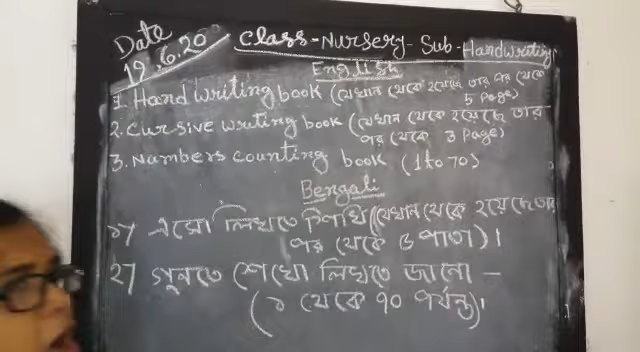 Date
19.6.20
Class-Nursery-Sub-Handwriting
English
1. Hand writing book (যেখান থেকে হয়েছে তার পর থেকে
5 Page)
2. Cursive writing book (যেখান থেকে হয়েছে তার
পর থেকে 3 Page)
3. Numbers counting book (1 to 70)
Bengali
১) এসো লিখতে শিখি (যেখান থেকে হয়েছে তার
পর থেকে ৫ পাতা)।
২) গুনতে শেখো লিখতে জানো –
(১ থেকে ৭০ পর্যন্ত)।